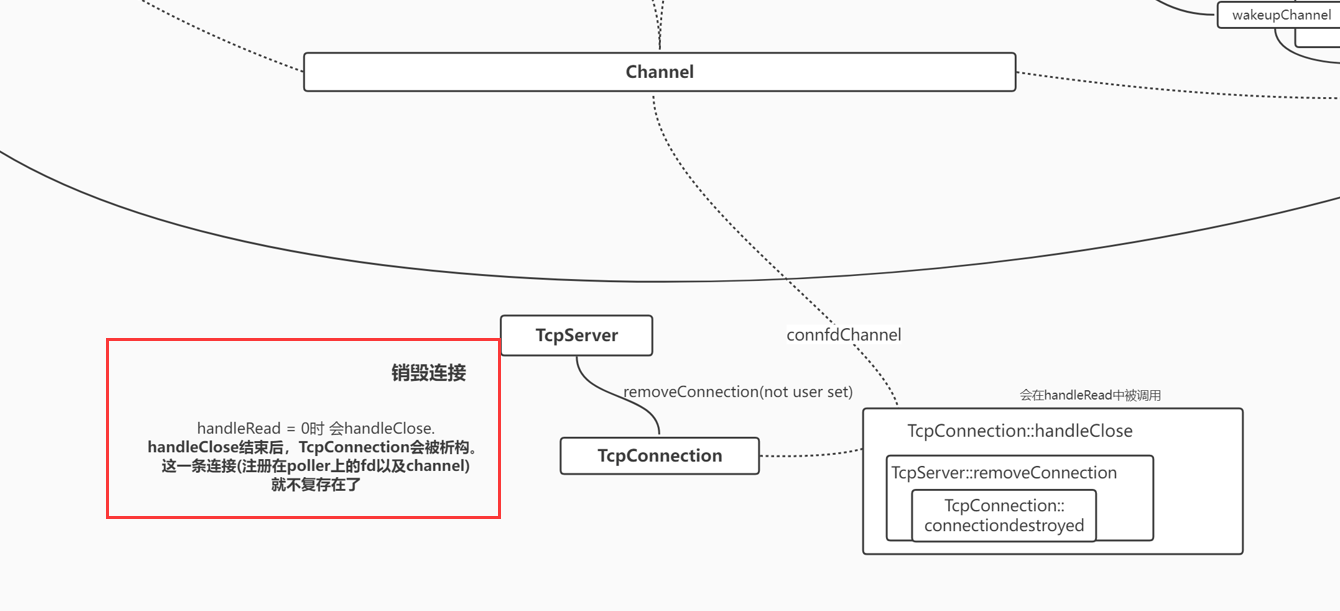 wakeupChannel
Channel
connfdChannel
TcpServer
销毁连接
removeConnection(not user set)
会在handleRead中被调用
handleRead = 0时 会handleClose.
handleClose结束后，TcpConnection会被析构。
这一条连接(注册在poller上的fd以及channel)
就不复存在了
TcpConnection
TcpConnection::handleClose
TcpServer::removeConnection
TcpConnection::
connectiondestroyed